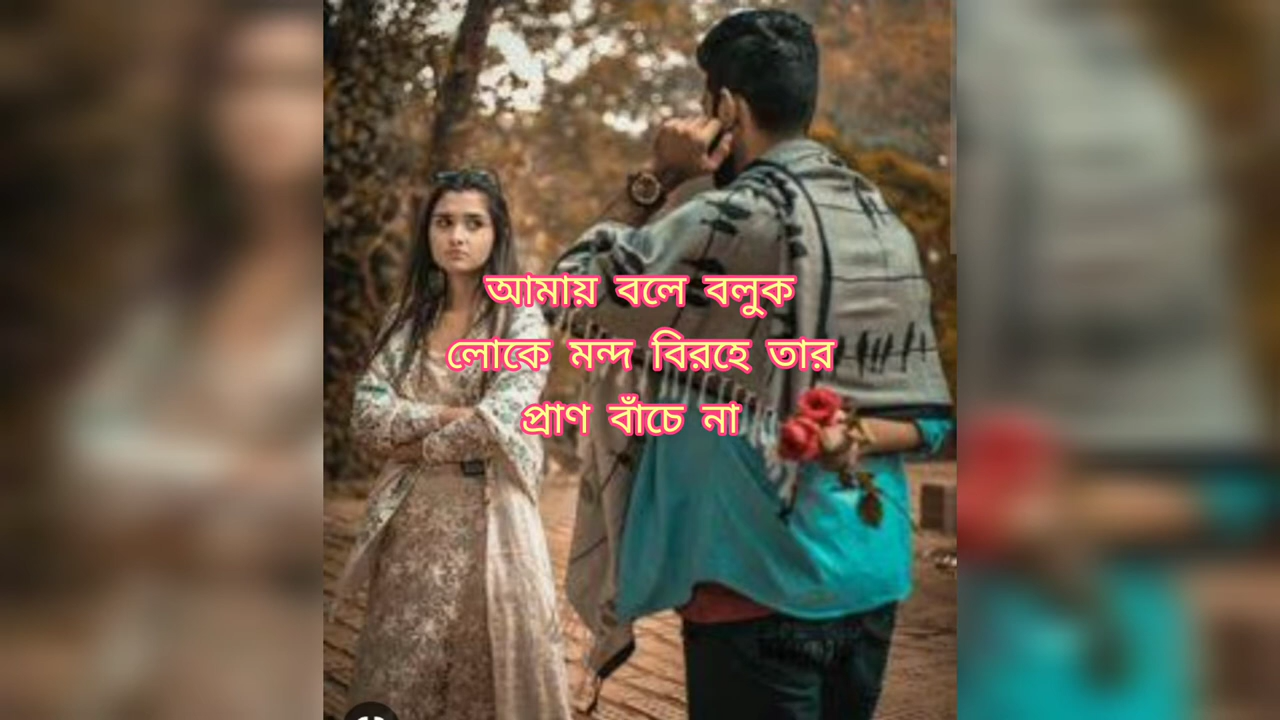 আমায় বলে বলুক
লোকে মন্দ বিরহে তার
প্রাণ বাঁচে না